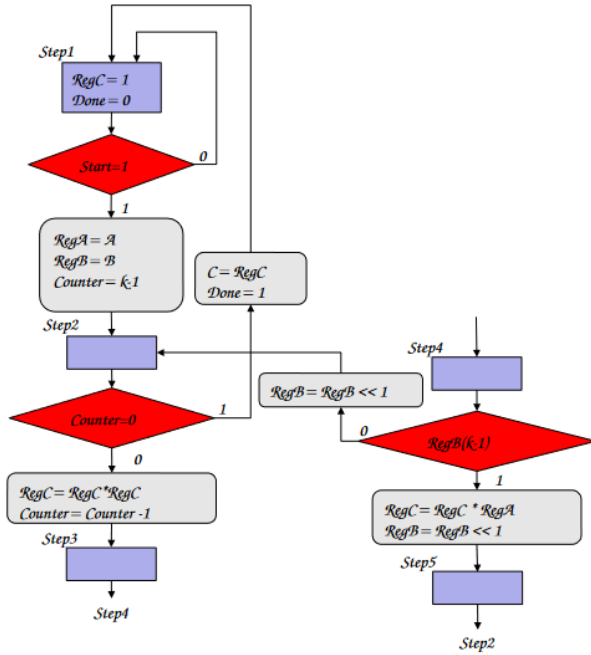 Step1
RegC = 1
Done = 0
Start=1
0
1
RegA = A
RegB = B
Counter = k-1
C = RegC
Done = 1
Step2
Counter=0
1
0
RegC= RegC*RegC
Counter= Counter -1
Step3
Step4
RegB= RegB << 1
Step4
RegB(k-1)
0
1
RegC= RegC * RegA
RegB= RegB << 1
Step5
Step2